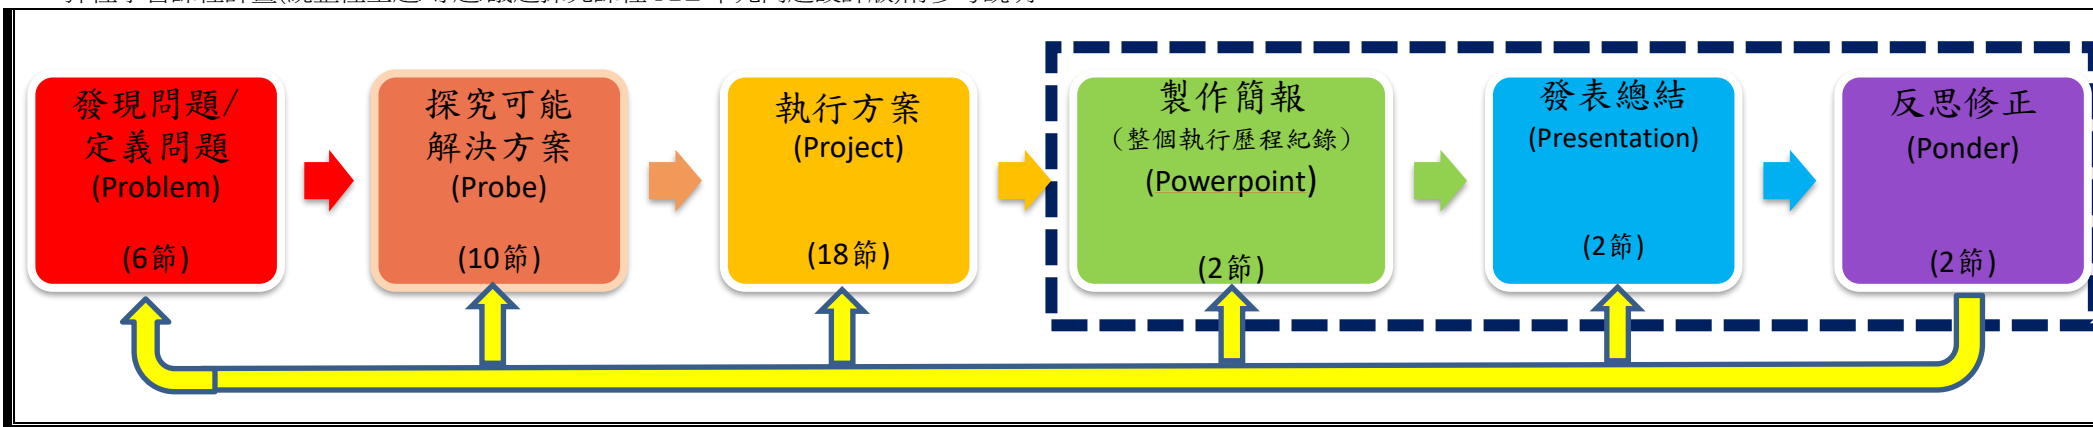 發現問題/
定義問題
(Problem)
(6節)
探究可能
解決方案
(Probe)
(10節)
執行方案
(Project)
(18節)
製作簡報
（整個執行歷程紀錄）
(Powerpoint)
(2節)
發表總結
(Presentation)
(2節)
反思修正
(Ponder)
(2節)